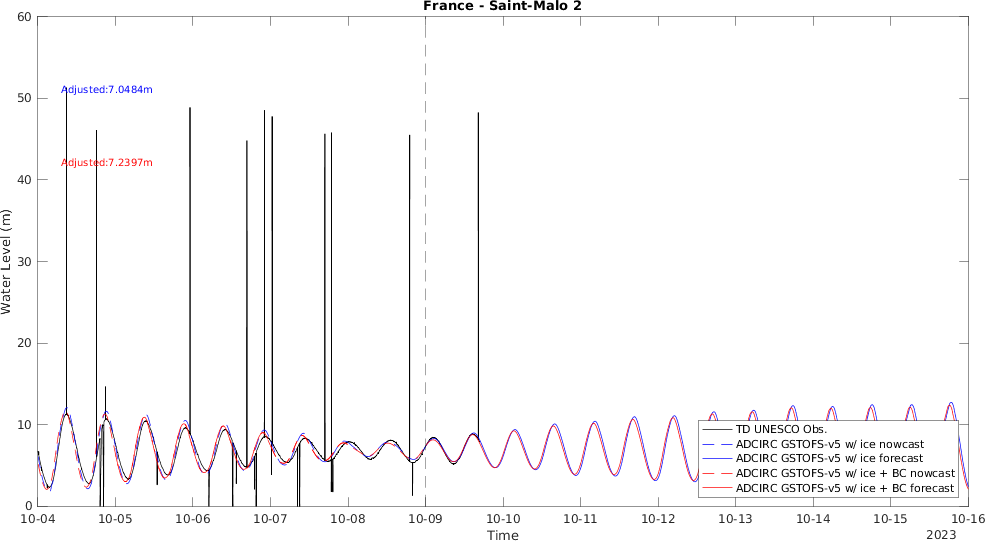 France - Saint-Malo 2
60
50
40
30
20
10
0
Water Level (m)
Adjusted:7.0484m
Adjusted:7.2397m
TD UNESCO Obs.
ADCIRC GSTOFS-v5 w/ ice nowcast
ADCIRC GSTOFS-v5 w/ ice forecast
ADCIRC GSTOFS-v5 w/ ice + BC nowcast
ADCIRC GSTOFS-v5 w/ ice + BC forecast
10-04 10-05 10-06 10-07 10-08 10-09 10-10 10-11 10-12 10-13 10-14 10-15 10-16
Time
2023